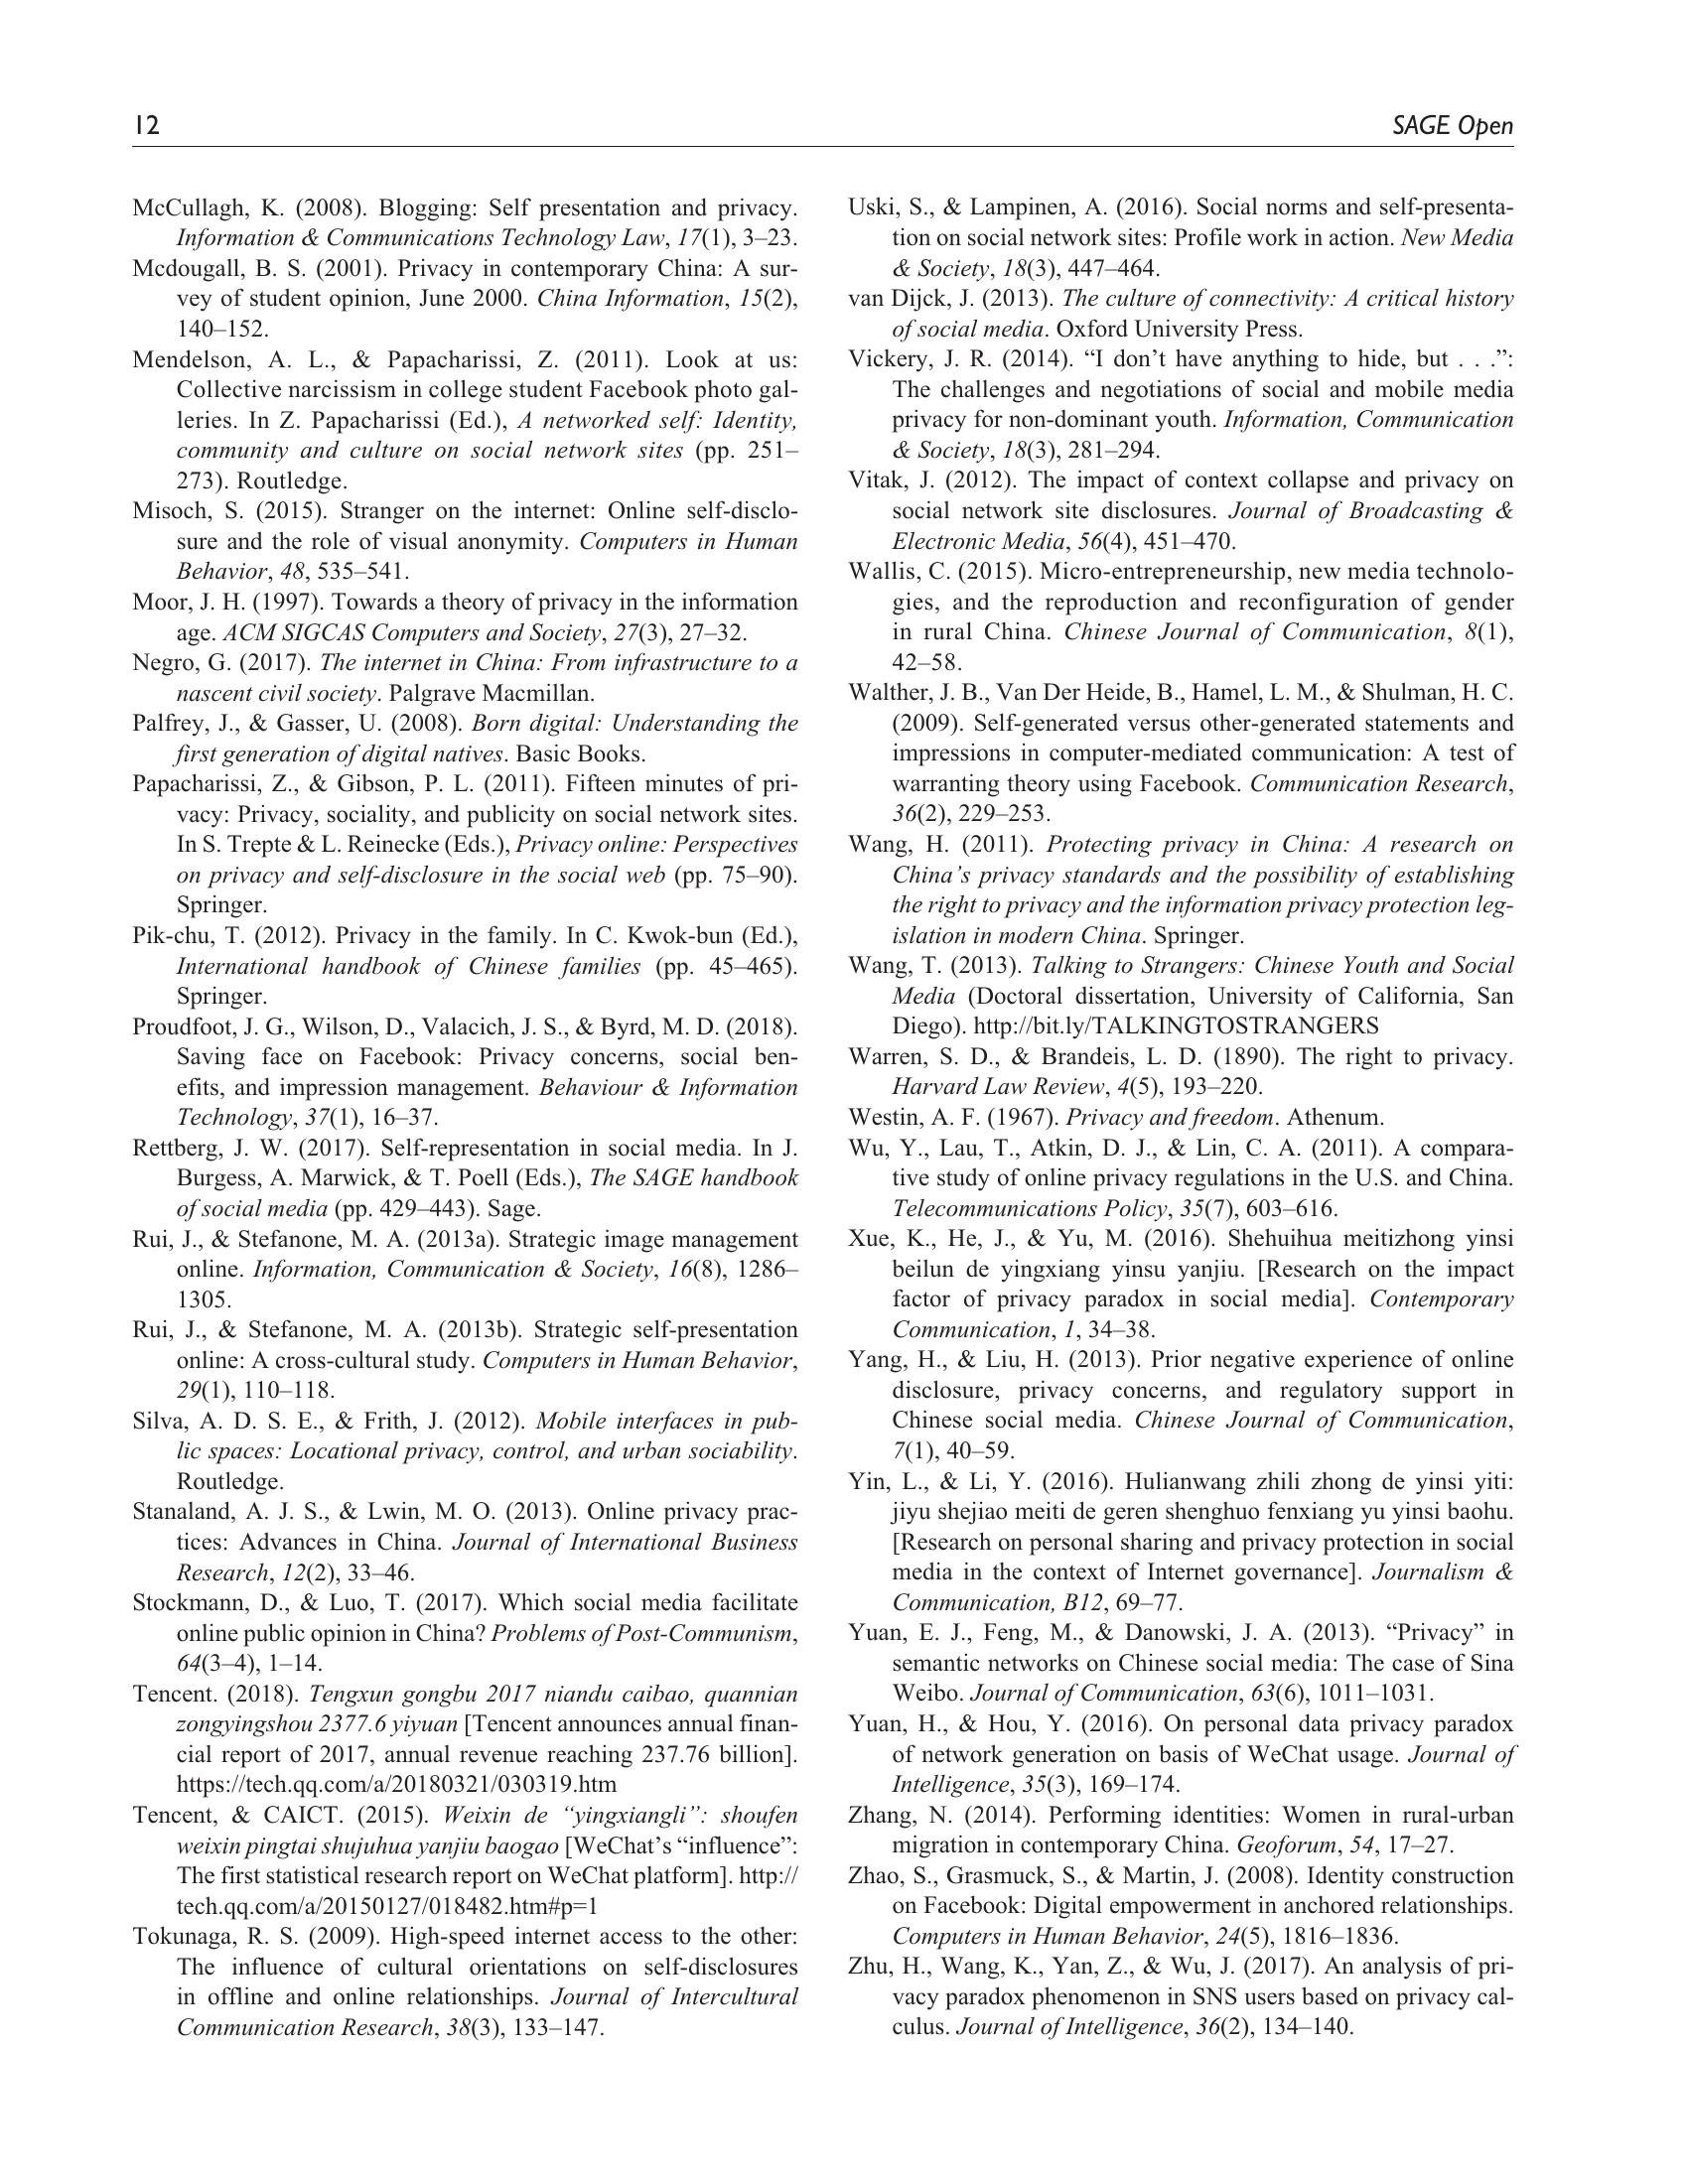 12
SAGE Open
McCullagh, K. (2008). Blogging: Self presentation and privacy.
Information & Communications Technology Law, 17(1), 3–23.
Mcdougall, B. S. (2001). Privacy in contemporary China: A sur-
vey of student opinion, June 2000. China Information, 15(2),
140–152.
Mendelson, A. L., & Papacharissi, Z. (2011). Look at us:
Collective narcissism in college student Facebook photo gal-
leries. In Z. Papacharissi (Ed.), A networked self: Identity,
community and culture on social network sites (pp. 251–
273). Routledge.
Misoch, S. (2015). Stranger on the internet: Online self-disclo-
sure and the role of visual anonymity. Computers in Human
Behavior, 48, 535–541.
Moor, J. H. (1997). Towards a theory of privacy in the information
age. ACM SIGCAS Computers and Society, 27(3), 27–32.
Negro, G. (2017). The internet in China: From infrastructure to a
nascent civil society. Palgrave Macmillan.
Palfrey, J., & Gasser, U. (2008). Born digital: Understanding the
first generation of digital natives. Basic Books.
Papacharissi, Z., & Gibson, P. L. (2011). Fifteen minutes of pri-
vacy: Privacy, sociality, and publicity on social network sites.
In S. Trepte & L. Reinecke (Eds.), Privacy online: Perspectives
on privacy and self-disclosure in the social web (pp. 75–90).
Springer.
Pik-chu, T. (2012). Privacy in the family. In C. Kwok-bun (Ed.),
International handbook of Chinese families (pp. 45–465).
Springer.
Proudfoot, J. G., Wilson, D., Valacich, J. S., & Byrd, M. D. (2018).
Saving face on Facebook: Privacy concerns, social ben-
efits, and impression management. Behaviour & Information
Technology, 37(1), 16–37.
Rettberg, J. W. (2017). Self-representation in social media. In J.
Burgess, A. Marwick, & T. Poell (Eds.), The SAGE handbook
of social media (pp. 429–443). Sage.
Rui, J., & Stefanone, M. A. (2013a). Strategic image management
online. Information, Communication & Society, 16(8), 1286–
1305.
Rui, J., & Stefanone, M. A. (2013b). Strategic self-presentation
online: A cross-cultural study. Computers in Human Behavior,
29(1), 110–118.
Silva, A. D. S. E., & Frith, J. (2012). Mobile interfaces in pub-
lic spaces: Locational privacy, control, and urban sociability.
Routledge.
Stanaland, A. J. S., & Lwin, M. O. (2013). Online privacy prac-
tices: Advances in China. Journal of International Business
Research, 12(2), 33–46.
Stockmann, D., & Luo, T. (2017). Which social media facilitate
online public opinion in China? Problems of Post-Communism,
64(3–4), 1–14.
Tencent. (2018). Tengxun gongbu 2017 niandu caibao, quannian
zongyingshou 2377.6 yiyuan [Tencent announces annual finan-
cial report of 2017, annual revenue reaching 237.76 billion].
https://tech.qq.com/a/20180321/030319.htm
Tencent, & CAICT. (2015). Weixin de “yingxiangli”: shoufen
weixin pingtai shujuhua yanjiu baogao [WeChat’s “influence”:
The first statistical research report on WeChat platform]. http://
tech.qq.com/a/20150127/018482.htm#p=1
Tokunaga, R. S. (2009). High-speed internet access to the other:
The influence of cultural orientations on self-disclosures
in offline and online relationships. Journal of Intercultural
Communication Research, 38(3), 133–147.
Uski, S., & Lampinen, A. (2016). Social norms and self-presenta-
tion on social network sites: Profile work in action. New Media
& Society, 18(3), 447–464.
van Dijck, J. (2013). The culture of connectivity: A critical history
of social media. Oxford University Press.
Vickery, J. R. (2014). “I don’t have anything to hide, but . . .”:
The challenges and negotiations of social and mobile media
privacy for non-dominant youth. Information, Communication
& Society, 18(3), 281–294.
Vitak, J. (2012). The impact of context collapse and privacy on
social network site disclosures. Journal of Broadcasting &
Electronic Media, 56(4), 451–470.
Wallis, C. (2015). Micro-entrepreneurship, new media technolo-
gies, and the reproduction and reconfiguration of gender
in rural China. Chinese Journal of Communication, 8(1),
42–58.
Walther, J. B., Van Der Heide, B., Hamel, L. M., & Shulman, H. C.
(2009). Self-generated versus other-generated statements and
impressions in computer-mediated communication: A test of
warranting theory using Facebook. Communication Research,
36(2), 229–253.
Wang, H. (2011). Protecting privacy in China: A research on
China’s privacy standards and the possibility of establishing
the right to privacy and the information privacy protection leg-
islation in modern China. Springer.
Wang, T. (2013). Talking to Strangers: Chinese Youth and Social
Media (Doctoral dissertation, University of California, San
Diego). http://bit.ly/TALKINGTOSTRANGERS
Warren, S. D., & Brandeis, L. D. (1890). The right to privacy.
Harvard Law Review, 4(5), 193–220.
Westin, A. F. (1967). Privacy and freedom. Athenum.
Wu, Y., Lau, T., Atkin, D. J., & Lin, C. A. (2011). A compara-
tive study of online privacy regulations in the U.S. and China.
Telecommunications Policy, 35(7), 603–616.
Xue, K., He, J., & Yu, M. (2016). Shehuihua meitizhong yinsi
beilun de yingxiang yinsu yanjiu. [Research on the impact
factor of privacy paradox in social media]. Contemporary
Communication, 1, 34–38.
Yang, H., & Liu, H. (2013). Prior negative experience of online
disclosure, privacy concerns, and regulatory support in
Chinese social media. Chinese Journal of Communication,
7(1), 40–59.
Yin, L., & Li, Y. (2016). Hulianwang zhili zhong de yinsi yiti:
jiyu shejiao meiti de geren shenghuo fenxiang yu yinsi baohu.
[Research on personal sharing and privacy protection in social
media in the context of Internet governance]. Journalism &
Communication, B12, 69–77.
Yuan, E. J., Feng, M., & Danowski, J. A. (2013). “Privacy” in
semantic networks on Chinese social media: The case of Sina
Weibo. Journal of Communication, 63(6), 1011–1031.
Yuan, H., & Hou, Y. (2016). On personal data privacy paradox
of network generation on basis of WeChat usage. Journal of
Intelligence, 35(3), 169–174.
Zhang, N. (2014). Performing identities: Women in rural-urban
migration in contemporary China. Geoforum, 54, 17–27.
Zhao, S., Grasmuck, S., & Martin, J. (2008). Identity construction
on Facebook: Digital empowerment in anchored relationships.
Computers in Human Behavior, 24(5), 1816–1836.
Zhu, H., Wang, K., Yan, Z., & Wu, J. (2017). An analysis of pri-
vacy paradox phenomenon in SNS users based on privacy cal-
culus. Journal of Intelligence, 36(2), 134–140.